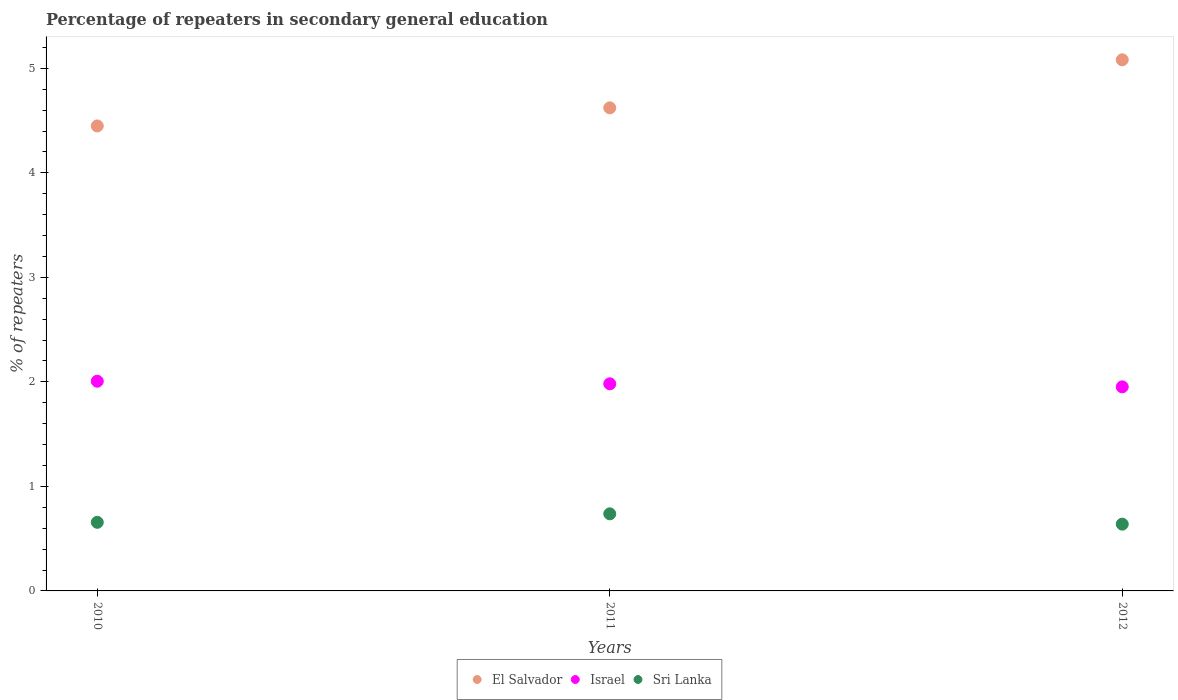 Percentage of repeaters in secondary general education
% of repeaters
5
4
3
2
1
0
2010
2011
2012
Years
El Salvador
Israel
Sri Lanka